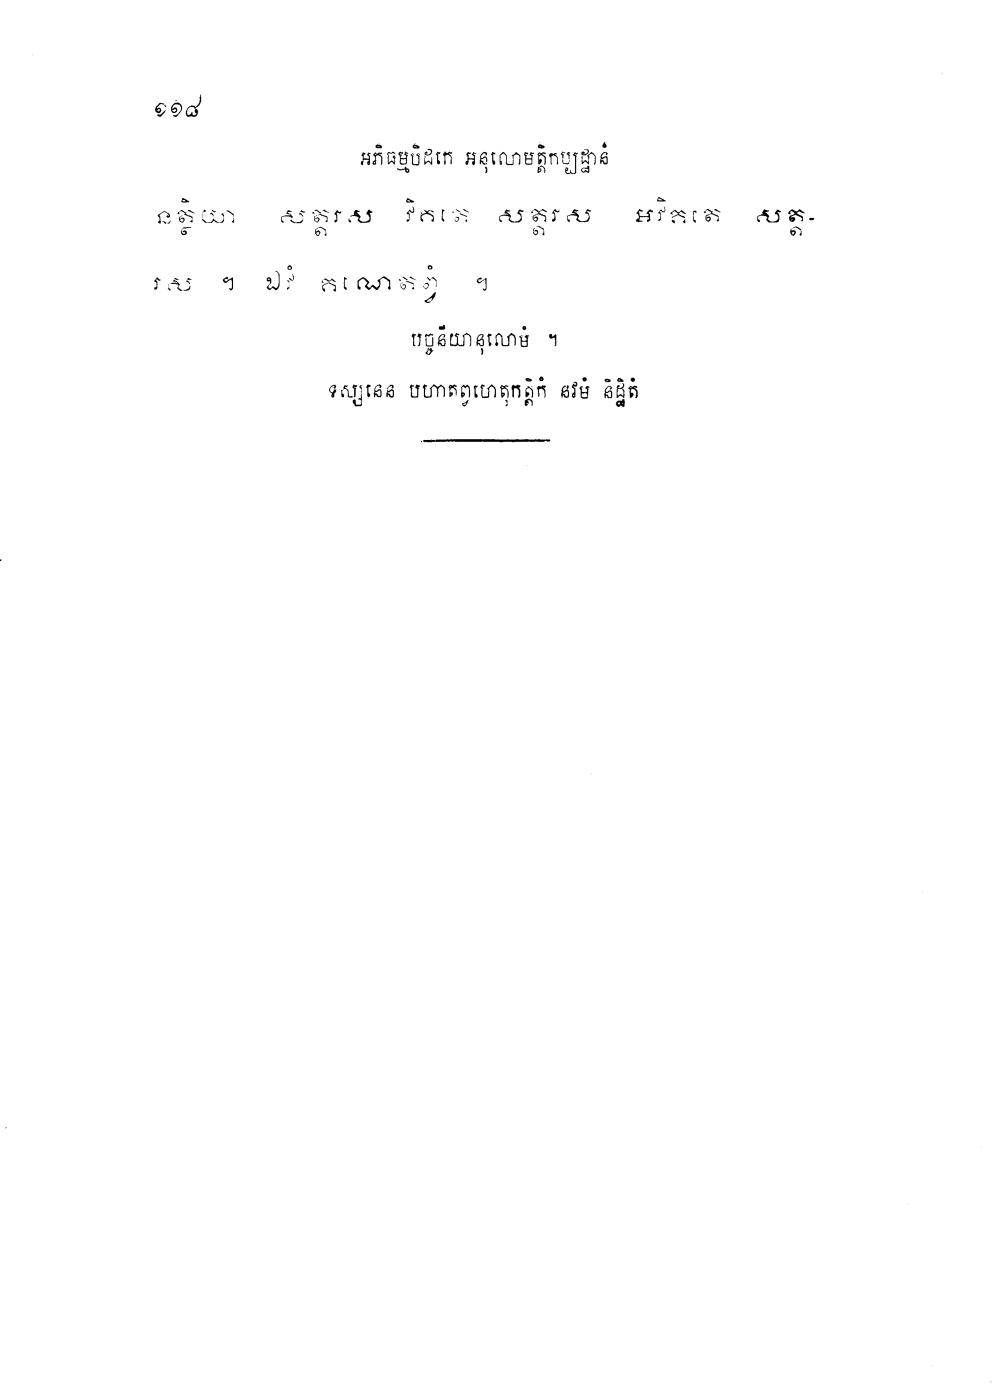 ១១៨
អភិធម្មបិដកេ អនុលោមត្តិកប្បដ្ឋានំ
នត្ថិយា សត្តរស វិគតេ សត្តរស អវិគតេ សត្ត-
រស ។ ឯវំ គណេតព្វំ ។
បច្ចនីយានុលោមំ ។
ទស្សនេន បហាតព្វហេតុកត្តិកំ នវមំ និដ្ឋិតំ